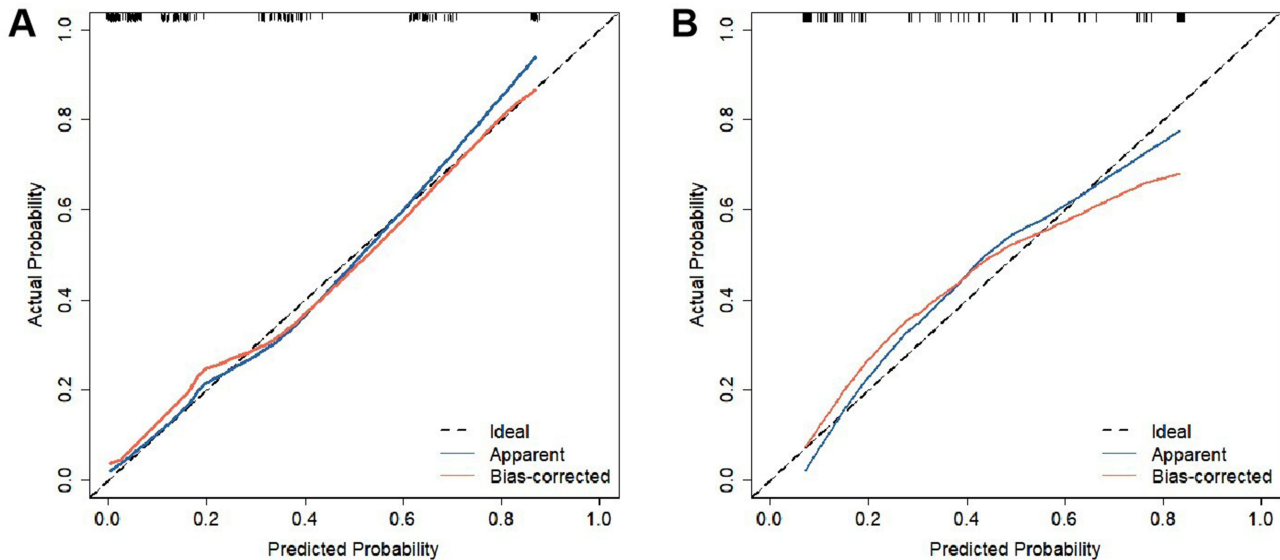 A
Actual Probability
1.0
0.8
0.6
0.4
0.2
0.0
Ideal
Apparent
Bias-corrected
0.0 0.2 0.4 0.6 0.8 1.0
Predicted Probability
B
Actual Probability
1.0
0.8
0.6
0.4
0.2
0.0
Ideal
Apparent
Bias-corrected
0.0 0.2 0.4 0.6 0.8 1.0
Predicted Probability